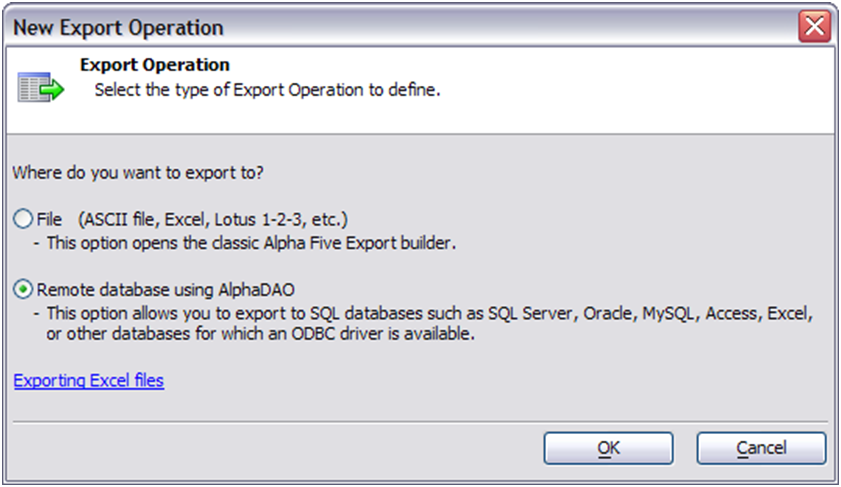 New Export Operation
Export Operation
Select the type of Export Operation to define.
Where do you want to export to?
File (ASCII file, Excel, Lotus 1-2-3, etc.)
- This option opens the classic Alpha Five Export builder.
Remote database using AlphaDAO
- This option allows you to export to SQL databases such as SQL Server, Oracle, MySQL, Access, Excel,
or other databases for which an ODBC driver is available.
Exporting Excel files
OK
Cancel